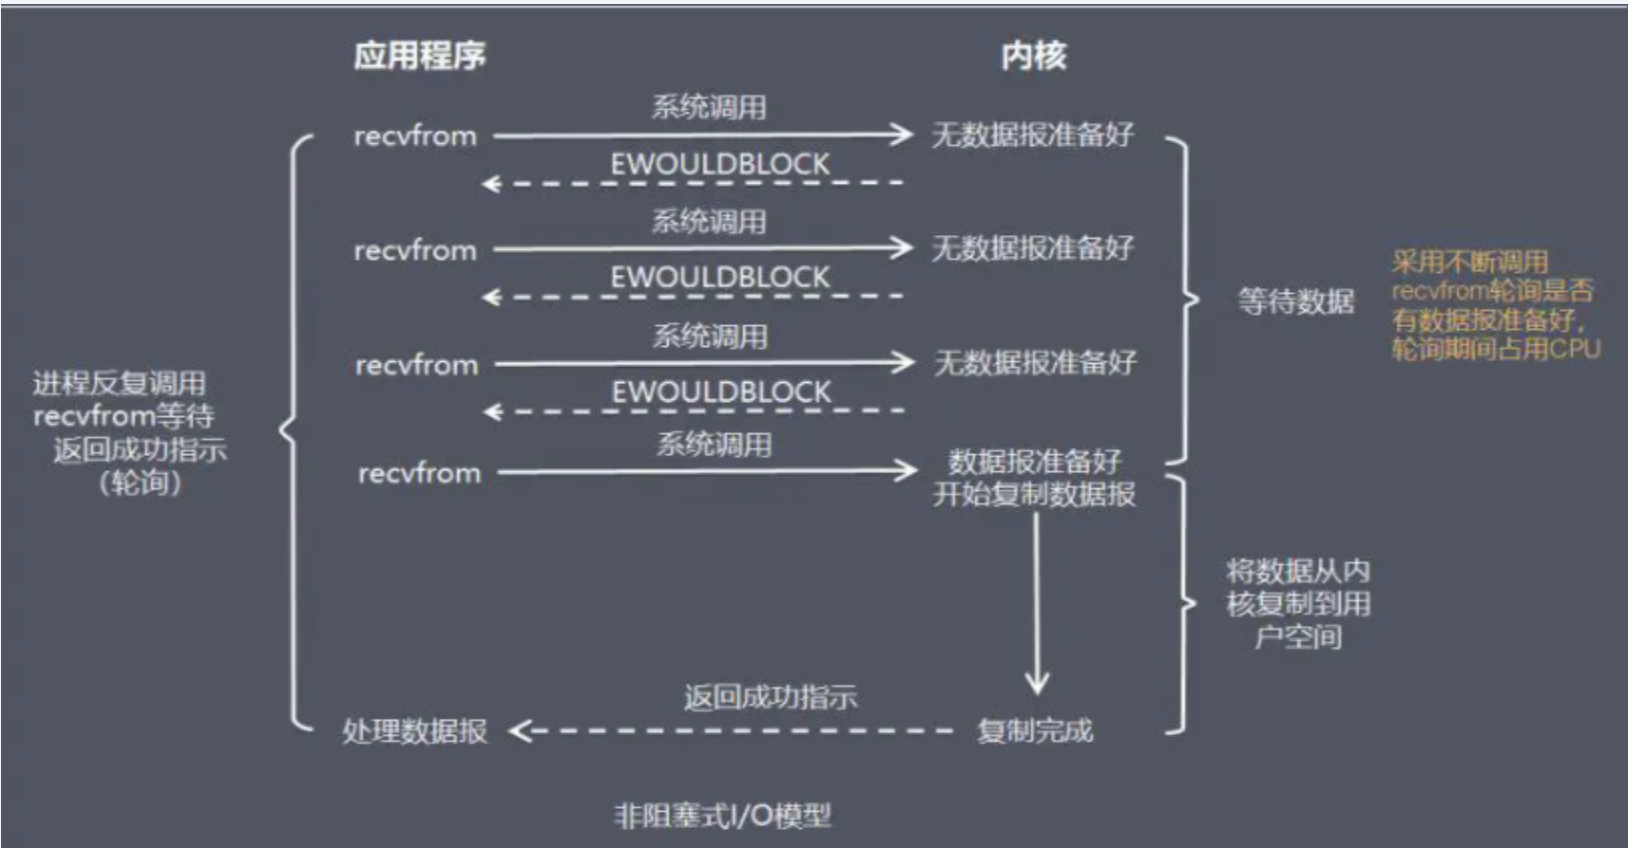 应用程序
内核
系统调用
recvfrom
无数据报准备好
EWOULDBLOCK
系统调用
recvfrom
无数据报准备好
EWOULDBLOCK
系统调用
recvfrom
无数据报准备好
EWOULDBLOCK
系统调用
recvfrom
数据报准备好
开始复制数据报
进程反复调用
recvfrom等待
返回成功指示
（轮询）
等待数据
采用不断调用
recvfrom轮询是否
有数据报准备好，
轮询期间占用CPU
将数据从内
核复制到用
户空间
返回成功指示
处理数据报
复制完成
非阻塞式I/O模型